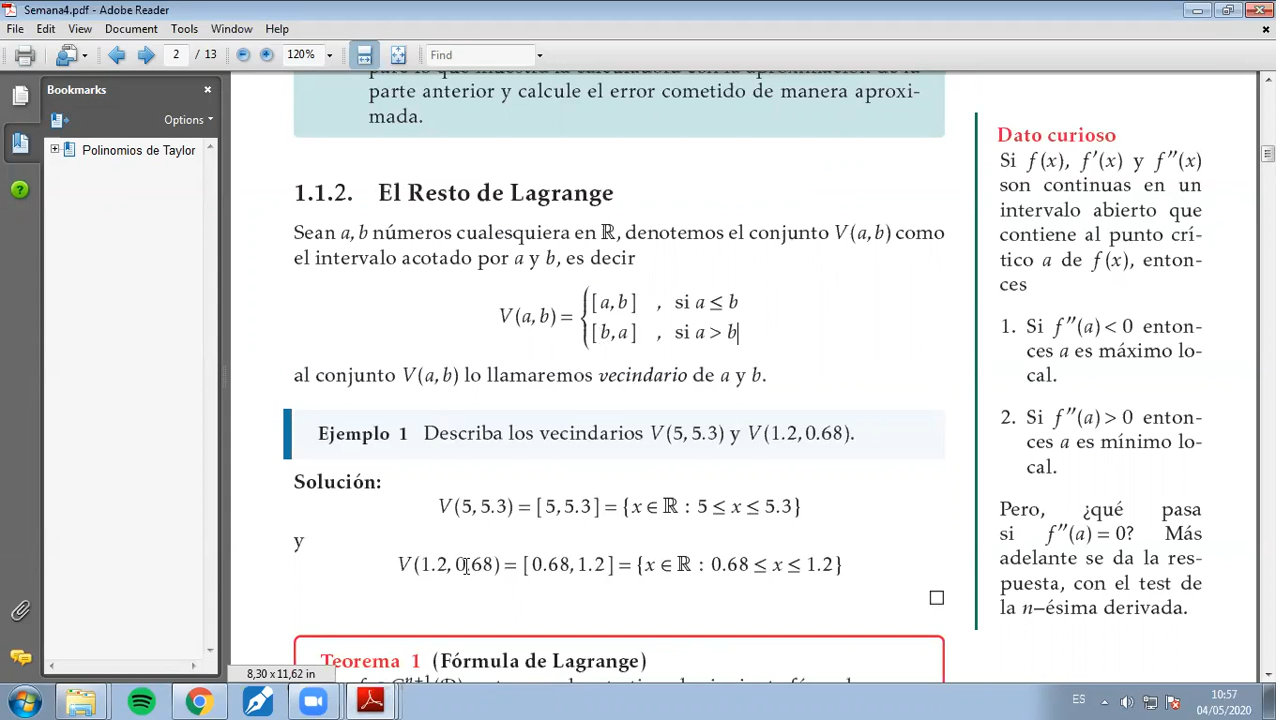 Semana4.pdf - Adobe Reader
File Edit View Document Tools Window Help
2 / 13 120% Find
Bookmarks
Options
Polinomios de Taylor
parte anterior y calcule el error cometido de manera aproxi-
mada.
1.1.2. El Resto de Lagrange
Sean a, b números cualesquiera en ℝ, denotemos el conjunto V(a, b) como
el intervalo acotado por a y b, es decir
V(a, b) = { [a, b] , si a ≤ b
[b, a] , si a > b
al conjunto V(a, b) lo llamaremos vecindario de a y b.
Ejemplo 1 Describa los vecindarios V(5, 5.3) y V(1.2, 0.68).
Solución:
V(5, 5.3) = [5, 5.3] = {x ∈ ℝ : 5 ≤ x ≤ 5.3}
y
V(1.2, 0.68) = [0.68, 1.2] = {x ∈ ℝ : 0.68 ≤ x ≤ 1.2}
Teorema 1 (Fórmula de Lagrange)
Dato curioso
Si f(x), f′(x) y f″(x)
son continuas en un
intervalo abierto que
contiene al punto crí-
tico a de f(x), enton-
ces
1. Si f″(a) < 0 enton-
ces a es máximo lo-
cal.
2. Si f″(a) > 0 enton-
ces a es mínimo lo-
cal.
Pero, ¿qué pasa
si f″(a) = 0? Más
adelante se da la res-
puesta, con el test de
la n−ésima derivada.
8,30 x 11,62 in
ES
10:57
04/05/2020